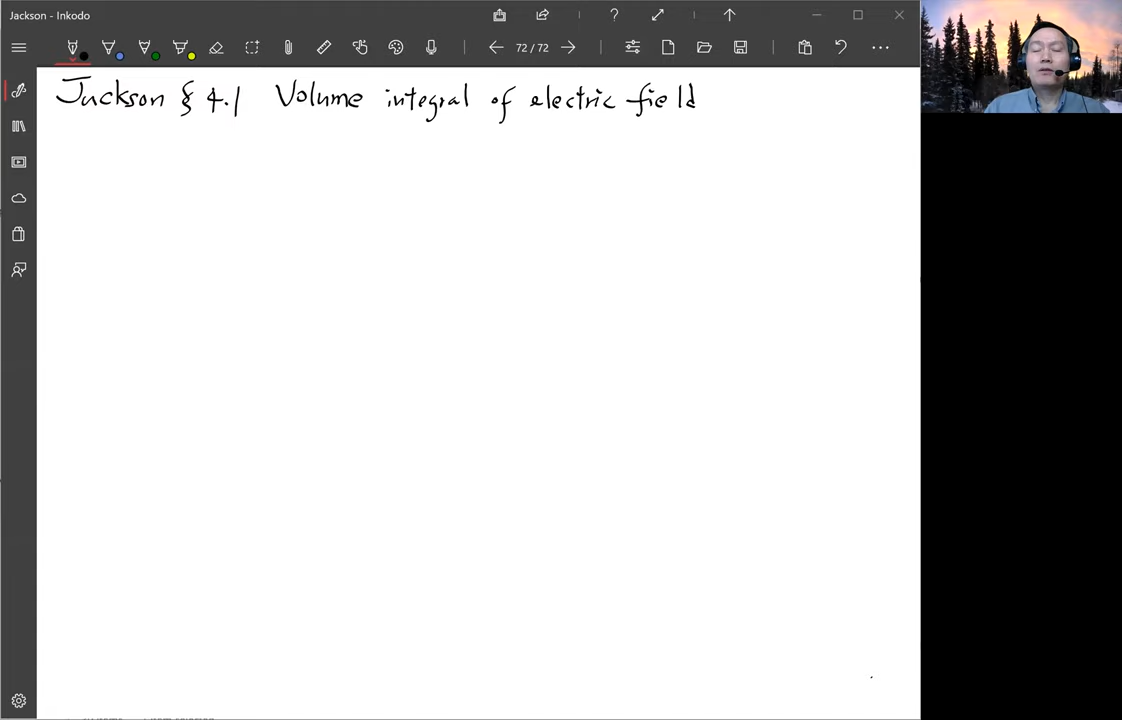 Jackson - Inkodo
72 / 72
Jackson § 4.1 Volume integral of electric field